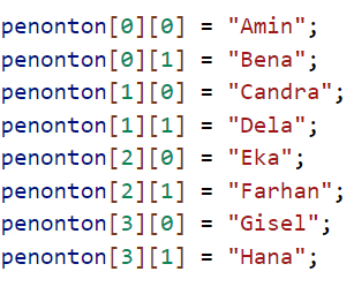 penonton[0][0] = "Amin";
penonton[0][1] = "Bena";
penonton[1][0] = "Candra";
penonton[1][1] = "Dela";
penonton[2][0] = "Eka";
penonton[2][1] = "Farhan";
penonton[3][0] = "Gisel";
penonton[3][1] = "Hana";